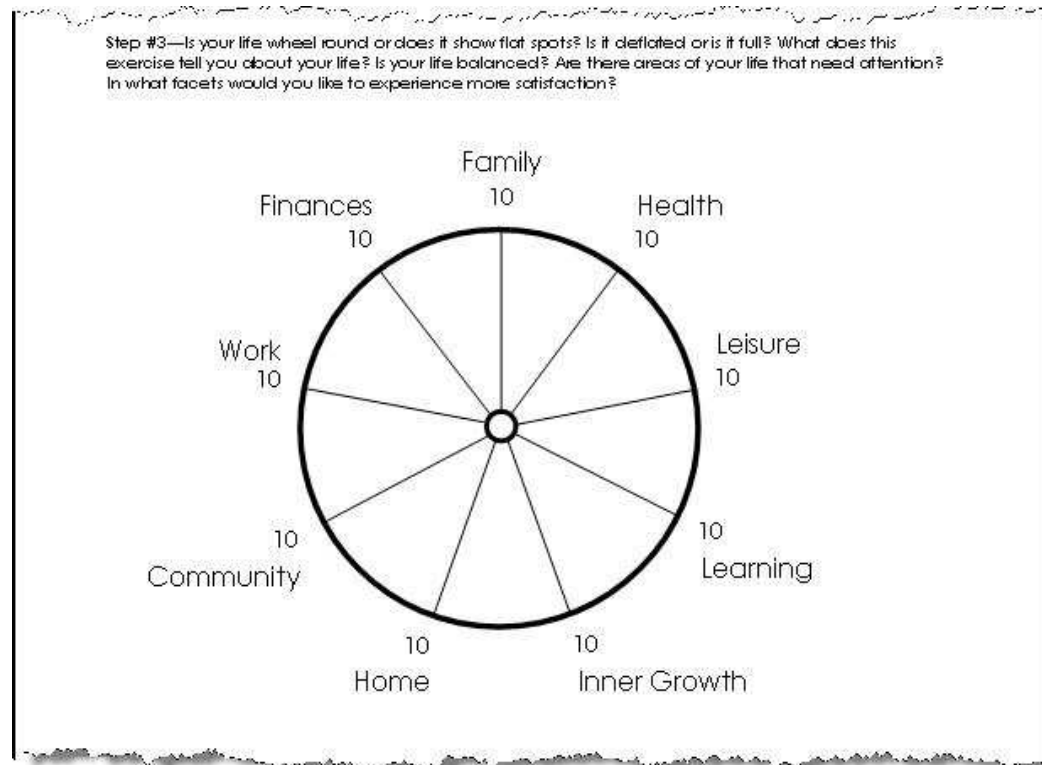 Step #3—Is your life wheel round or does it show flat spots? Is it deflated or is it full? What does this
exercise tell you about your life? Is your life balanced? Are there areas of your life that need attention?
In what facets would you like to experience more satisfaction?
Family
10
Finances
10
Health
10
Work
10
Leisure
10
10
Community
10
Learning
10
Home
10
Inner Growth